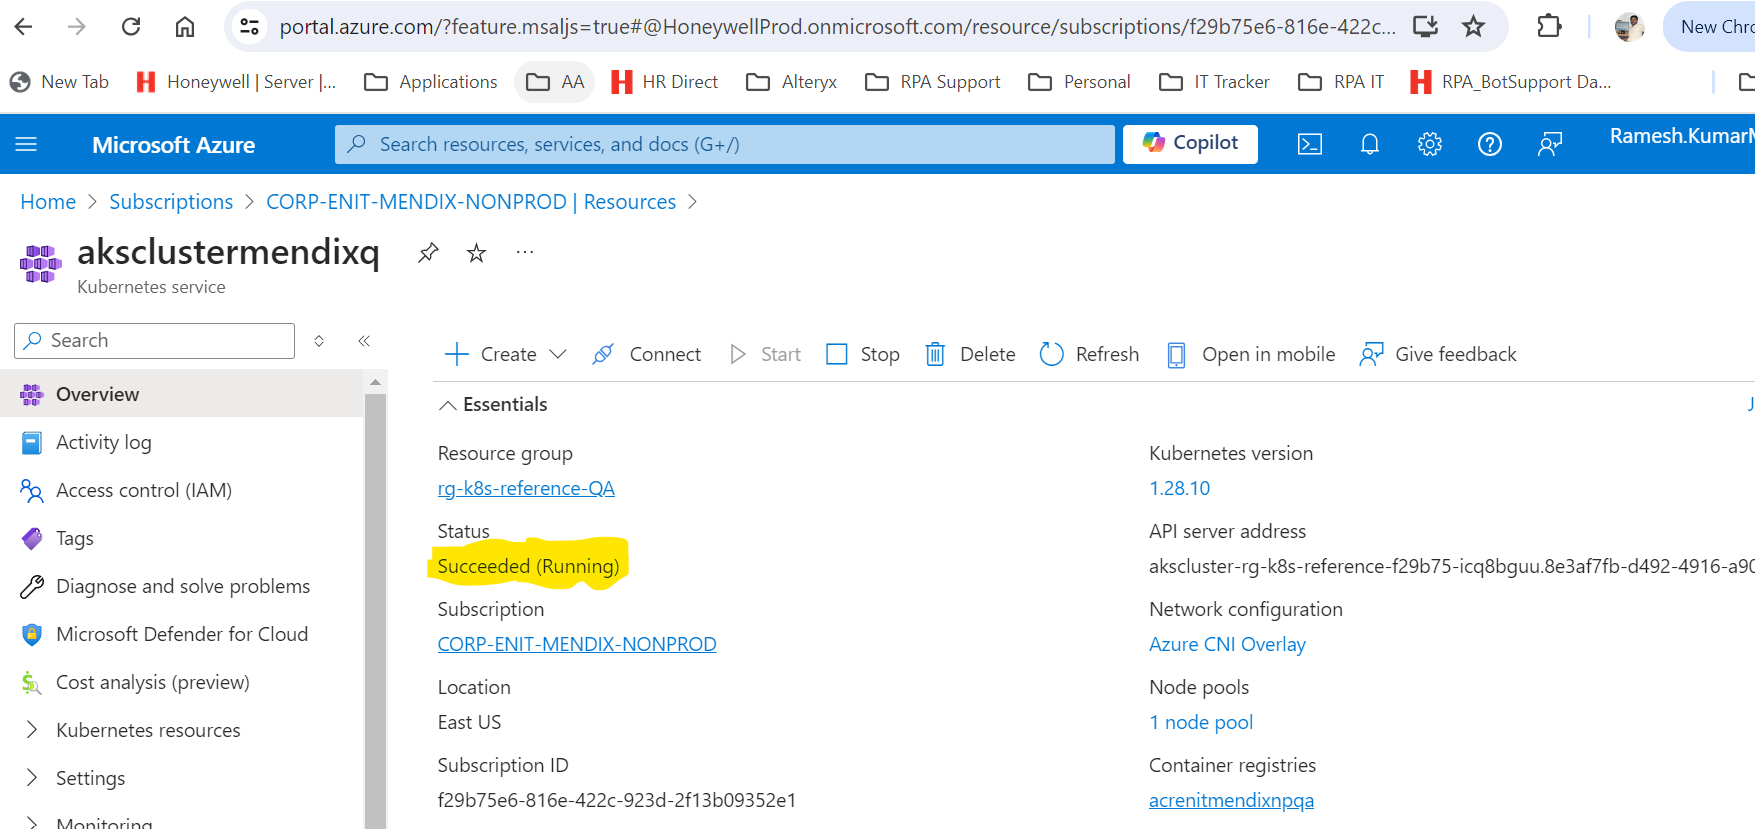 portal.azure.com/?feature.msaljs=true#@HoneywellProd.onmicrosoft.com/resource/subscriptions/f29b75e6-816e-422c...
New Chro
New Tab
H Honeywell | Server |...
Applications
AA
H HR Direct
Alteryx
RPA Support
Personal
IT Tracker
RPA IT
H RPA_BotSupport Da...
Microsoft Azure
Search resources, services, and docs (G+/)
Copilot
Ramesh.KumarM
Home > Subscriptions > CORP-ENIT-MENDIX-NONPROD | Resources >
aksclustermendixq
Kubernetes service
Search
Overview
Activity log
Access control (IAM)
Tags
Diagnose and solve problems
Microsoft Defender for Cloud
Cost analysis (preview)
Kubernetes resources
Settings
Monitoring
Create
Connect
Start
Stop
Delete
Refresh
Open in mobile
Give feedback
Essentials
J
Resource group
rg-k8s-reference-QA
Status
Succeeded (Running)
Subscription
CORP-ENIT-MENDIX-NONPROD
Location
East US
Subscription ID
f29b75e6-816e-422c-923d-2f13b09352e1
Kubernetes version
1.28.10
API server address
akscluster-rg-k8s-reference-f29b75-icq8bguu.8e3af7fb-d492-4916-a90
Network configuration
Azure CNI Overlay
Node pools
1 node pool
Container registries
acrenitmendixnpqa